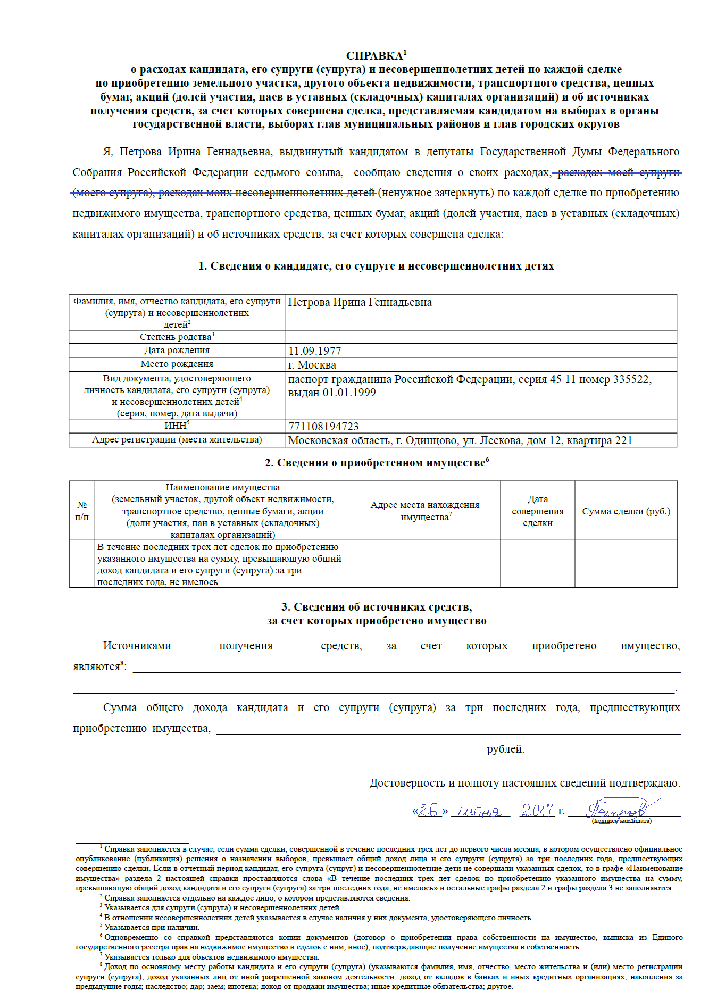 СПРАВКА1
о расходах кандидата, его супруги (супруга) и несовершеннолетних детей по каждой сделке
по приобретению земельного участка, другого объекта недвижимости, транспортного средства, ценных
бумаг, акций (долей участия, паев в уставных (складочных) капиталах организаций) и об источниках
получения средств, за счет которых совершена сделка, представляемая кандидатом на выборах в органы
государственной власти, выборах глав муниципальных районов и глав городских округов
Я, Петрова Ирина Геннадьевна, выдвинутый кандидатом в депутаты Государственной Думы Федерального
Собрания Российской Федерации седьмого созыва, сообщаю сведения о своих расходах, расходах моей супруги
(моего супруга), расходах моих несовершеннолетних детей (ненужное зачеркнуть) по каждой сделке по приобретению
недвижимого имущества, транспортного средства, ценных бумаг, акций (долей участия, паев в уставных (складочных)
капиталах организаций) и об источниках средств, за счет которых совершена сделка:
1. Сведения о кандидате, его супруге и несовершеннолетних детях
Фамилия, имя, отчество кандидата, его супруги
(супруга) и несовершеннолетних
детей2
Петрова Ирина Геннадьевна
Степень родства3
Дата рождения
11.09.1977
Место рождения
г. Москва
Вид документа, удостоверяющего
личность кандидата, его супруги (супруга)
и несовершеннолетних детей4
(серия, номер, дата выдачи)
паспорт гражданина Российской Федерации, серия 45 11 номер 335522,
выдан 01.01.1999
ИНН5
771108194723
Адрес регистрации (места жительства)
Московская область, г. Одинцово, ул. Лескова, дом 12, квартира 221
2. Сведения о приобретенном имуществе6
№
п/п
Наименование имущества
(земельный участок, другой объект недвижимости,
транспортное средство, ценные бумаги, акции
(доли участия, паи в уставных (складочных)
капиталах организаций)
Адрес места нахождения
имущества7
Дата
совершения
сделки
Сумма сделки (руб.)
В течение последних трех лет сделок по приобретению
указанного имущества на сумму, превышающую общий
доход кандидата и его супруги (супруга) за три
последних года, не имелось
3. Сведения об источниках средств,
за счет которых приобретено имущество
Источниками получения средств, за счет которых приобретено имущество,
являются8:
.
Сумма общего дохода кандидата и его супруги (супруга) за три последних года, предшествующих
приобретению имущества,
рублей.
Достоверность и полноту настоящих сведений подтверждаю.
«26» июня 2017 г. Петров
(подпись кандидата)
1 Справка заполняется в случае, если сумма сделки, совершенной в течение последних трех лет до первого числа месяца, в котором осуществлено официальное
опубликование (публикация) решения о назначении выборов, превышает общий доход лица и его супруги (супруга) за три последних года, предшествующих
совершению сделки. Если в отчетный период кандидат, его супруга (супруг) и несовершеннолетние дети не совершали указанных сделок, то в графе «Наименование
имущества» раздела 2 настоящей справки проставляются слова «В течение последних трех лет сделок по приобретению указанного имущества на сумму,
превышающую общий доход кандидата и его супруги (супруга) за три последних года, не имелось» и остальные графы раздела 2 и графы раздела 3 не заполняются.
2 Справка заполняется отдельно на каждое лицо, о котором представляются сведения.
3 Указывается для супруги (супруга) и несовершеннолетних детей.
4 В отношении несовершеннолетних детей указывается в случае наличия у них документа, удостоверяющего личность.
5 Указывается при наличии.
6 Одновременно со справкой представляются копии документов (договор о приобретении права собственности на имущество, выписка из Единого
государственного реестра прав на недвижимое имущество и сделок с ним, иное), подтверждающие получение имущества в собственность.
7 Указывается только для объектов недвижимого имущества.
8 Доход по основному месту работы кандидата и его супруги (супруга) (указываются фамилия, имя, отчество, место жительства и (или) место регистрации
супруги (супруга); доход указанных лиц от иной разрешенной законом деятельности; доход от вкладов в банках и иных кредитных организациях; накопления за
предыдущие годы; наследство; дар; заем; ипотека; доход от продажи имущества; иные кредитные обязательства; другое.